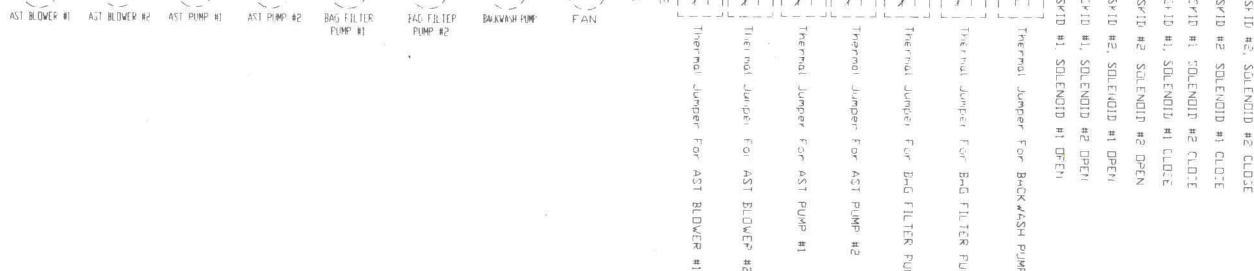 AST BLOWER #1
AST BLOWER #2
AST PUMP #1
AST PUMP #2
BAG FILTER
PUMP #1
BAG FILTER
PUMP #2
BACKWASH PUMP
FAN
Thermal Jumper For AST BLOWER #1
Thermal Jumper For AST BLOWER #2
Thermal Jumper For AST PUMP #1
Thermal Jumper For AST PUMP #2
Thermal Jumper For BAG FILTER
Thermal Jumper For BAG FILTER
Thermal Jumper For BACKWASH PUMP
SKID #1, SOLENOID #1 OPEN
SKID #1, SOLENOID #2 OPEN
SKID #2, SOLENOID #1 OPEN
SKID #2 SOLENOID #2 OPEN
SKID #1, SOLENOID #1 CLOSE
SKID #1 SOLENOID #2 CLOSE
SKID #2 SOLENOID #1 CLOSE
SKID #2, SOLENOID #2 CLOSE